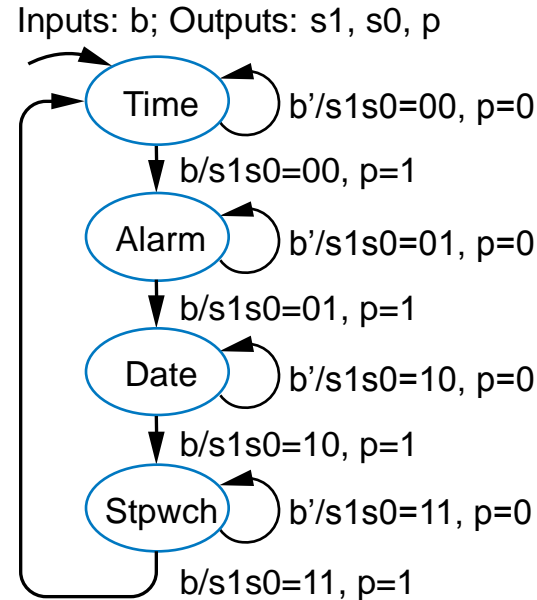 Inputs: b; Outputs: s1, s0, p
Time
b’/s1s0=00, p=0
b/s1s0=00, p=1
Alarm
b’/s1s0=01, p=0
b/s1s0=01, p=1
Date
b’/s1s0=10, p=0
b/s1s0=10, p=1
Stpwch
b’/s1s0=11, p=0
b/s1s0=11, p=1